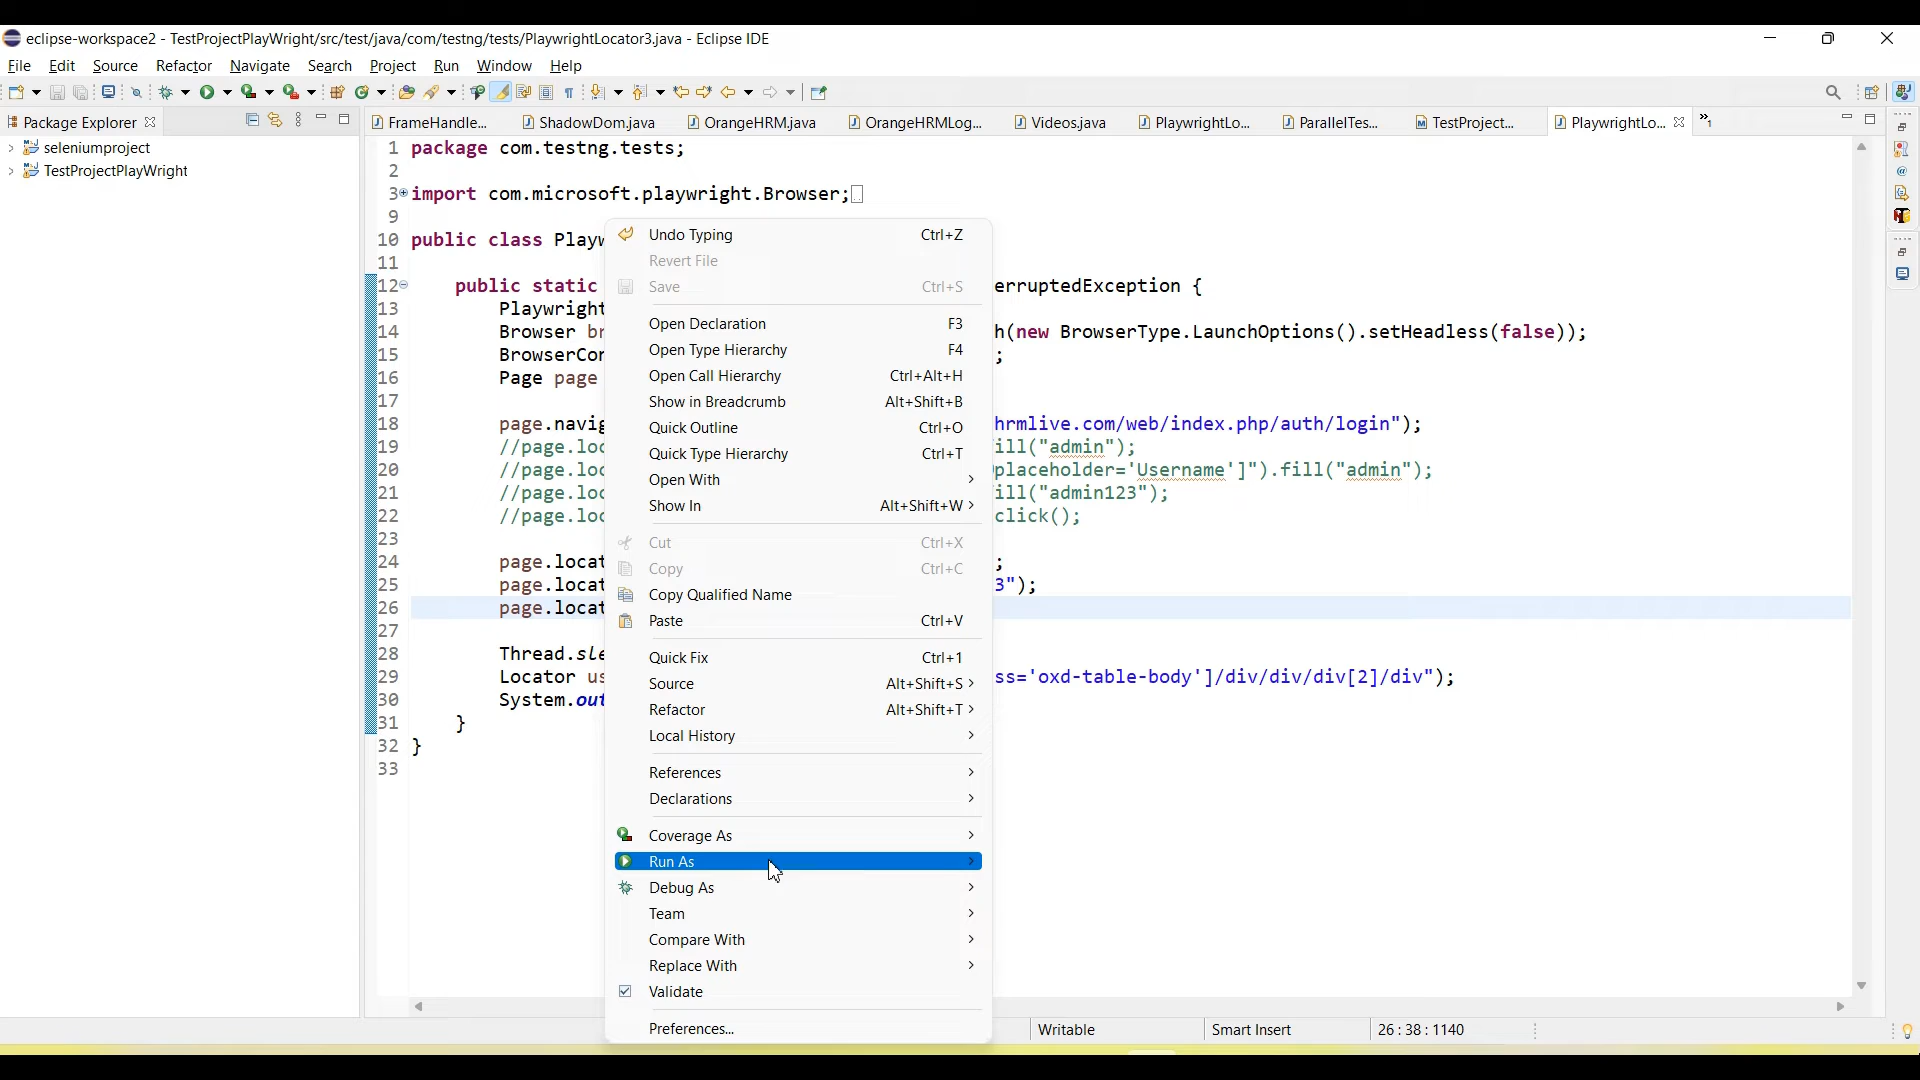 eclipse-workspace2 - TestProjectPlayWright/src/test/java/com/testng/tests/PlaywrightLocator3.java - Eclipse IDE
File Edit Source Refactor Navigate Search Project Run Window Help
Package Explorer
FrameHandle... ShadowDom.java OrangeHRM.java OrangeHRMLog... Videos.java PlaywrightLo... ParallelTes... TestProject... PlaywrightLo... »1
seleniumproject
TestProjectPlayWright
1 package com.testng.tests;
2
3 import com.microsoft.playwright.Browser;
9
10 public class Playw
11
12 public static erruptedException {
13 Playwright
14 Browser br h(new BrowserType.LaunchOptions().setHeadless(false));
15 BrowserCon ;
16 Page page
17
18 page.navig hrmlive.com/web/index.php/auth/login");
19 //page.loc ill("admin");
20 //page.loc placeholder='Username']").fill("admin");
21 //page.loc ill("admin123");
22 //page.loc click();
23
24 page.locat ;
25 page.locat 3");
26 page.locat
27
28 Thread.sle
29 Locator us ss='oxd-table-body']/div/div/div[2]/div");
30 System.out
31 }
32 }
33
Undo Typing Ctrl+Z
Revert File
Save Ctrl+S
Open Declaration F3
Open Type Hierarchy F4
Open Call Hierarchy Ctrl+Alt+H
Show in Breadcrumb Alt+Shift+B
Quick Outline Ctrl+O
Quick Type Hierarchy Ctrl+T
Open With
Show In Alt+Shift+W
Cut Ctrl+X
Copy Ctrl+C
Copy Qualified Name
Paste Ctrl+V
Quick Fix Ctrl+1
Source Alt+Shift+S
Refactor Alt+Shift+T
Local History
References
Declarations
Coverage As
Run As
Debug As
Team
Compare With
Replace With
Validate
Preferences...
Writable Smart Insert 26 : 38 : 1140